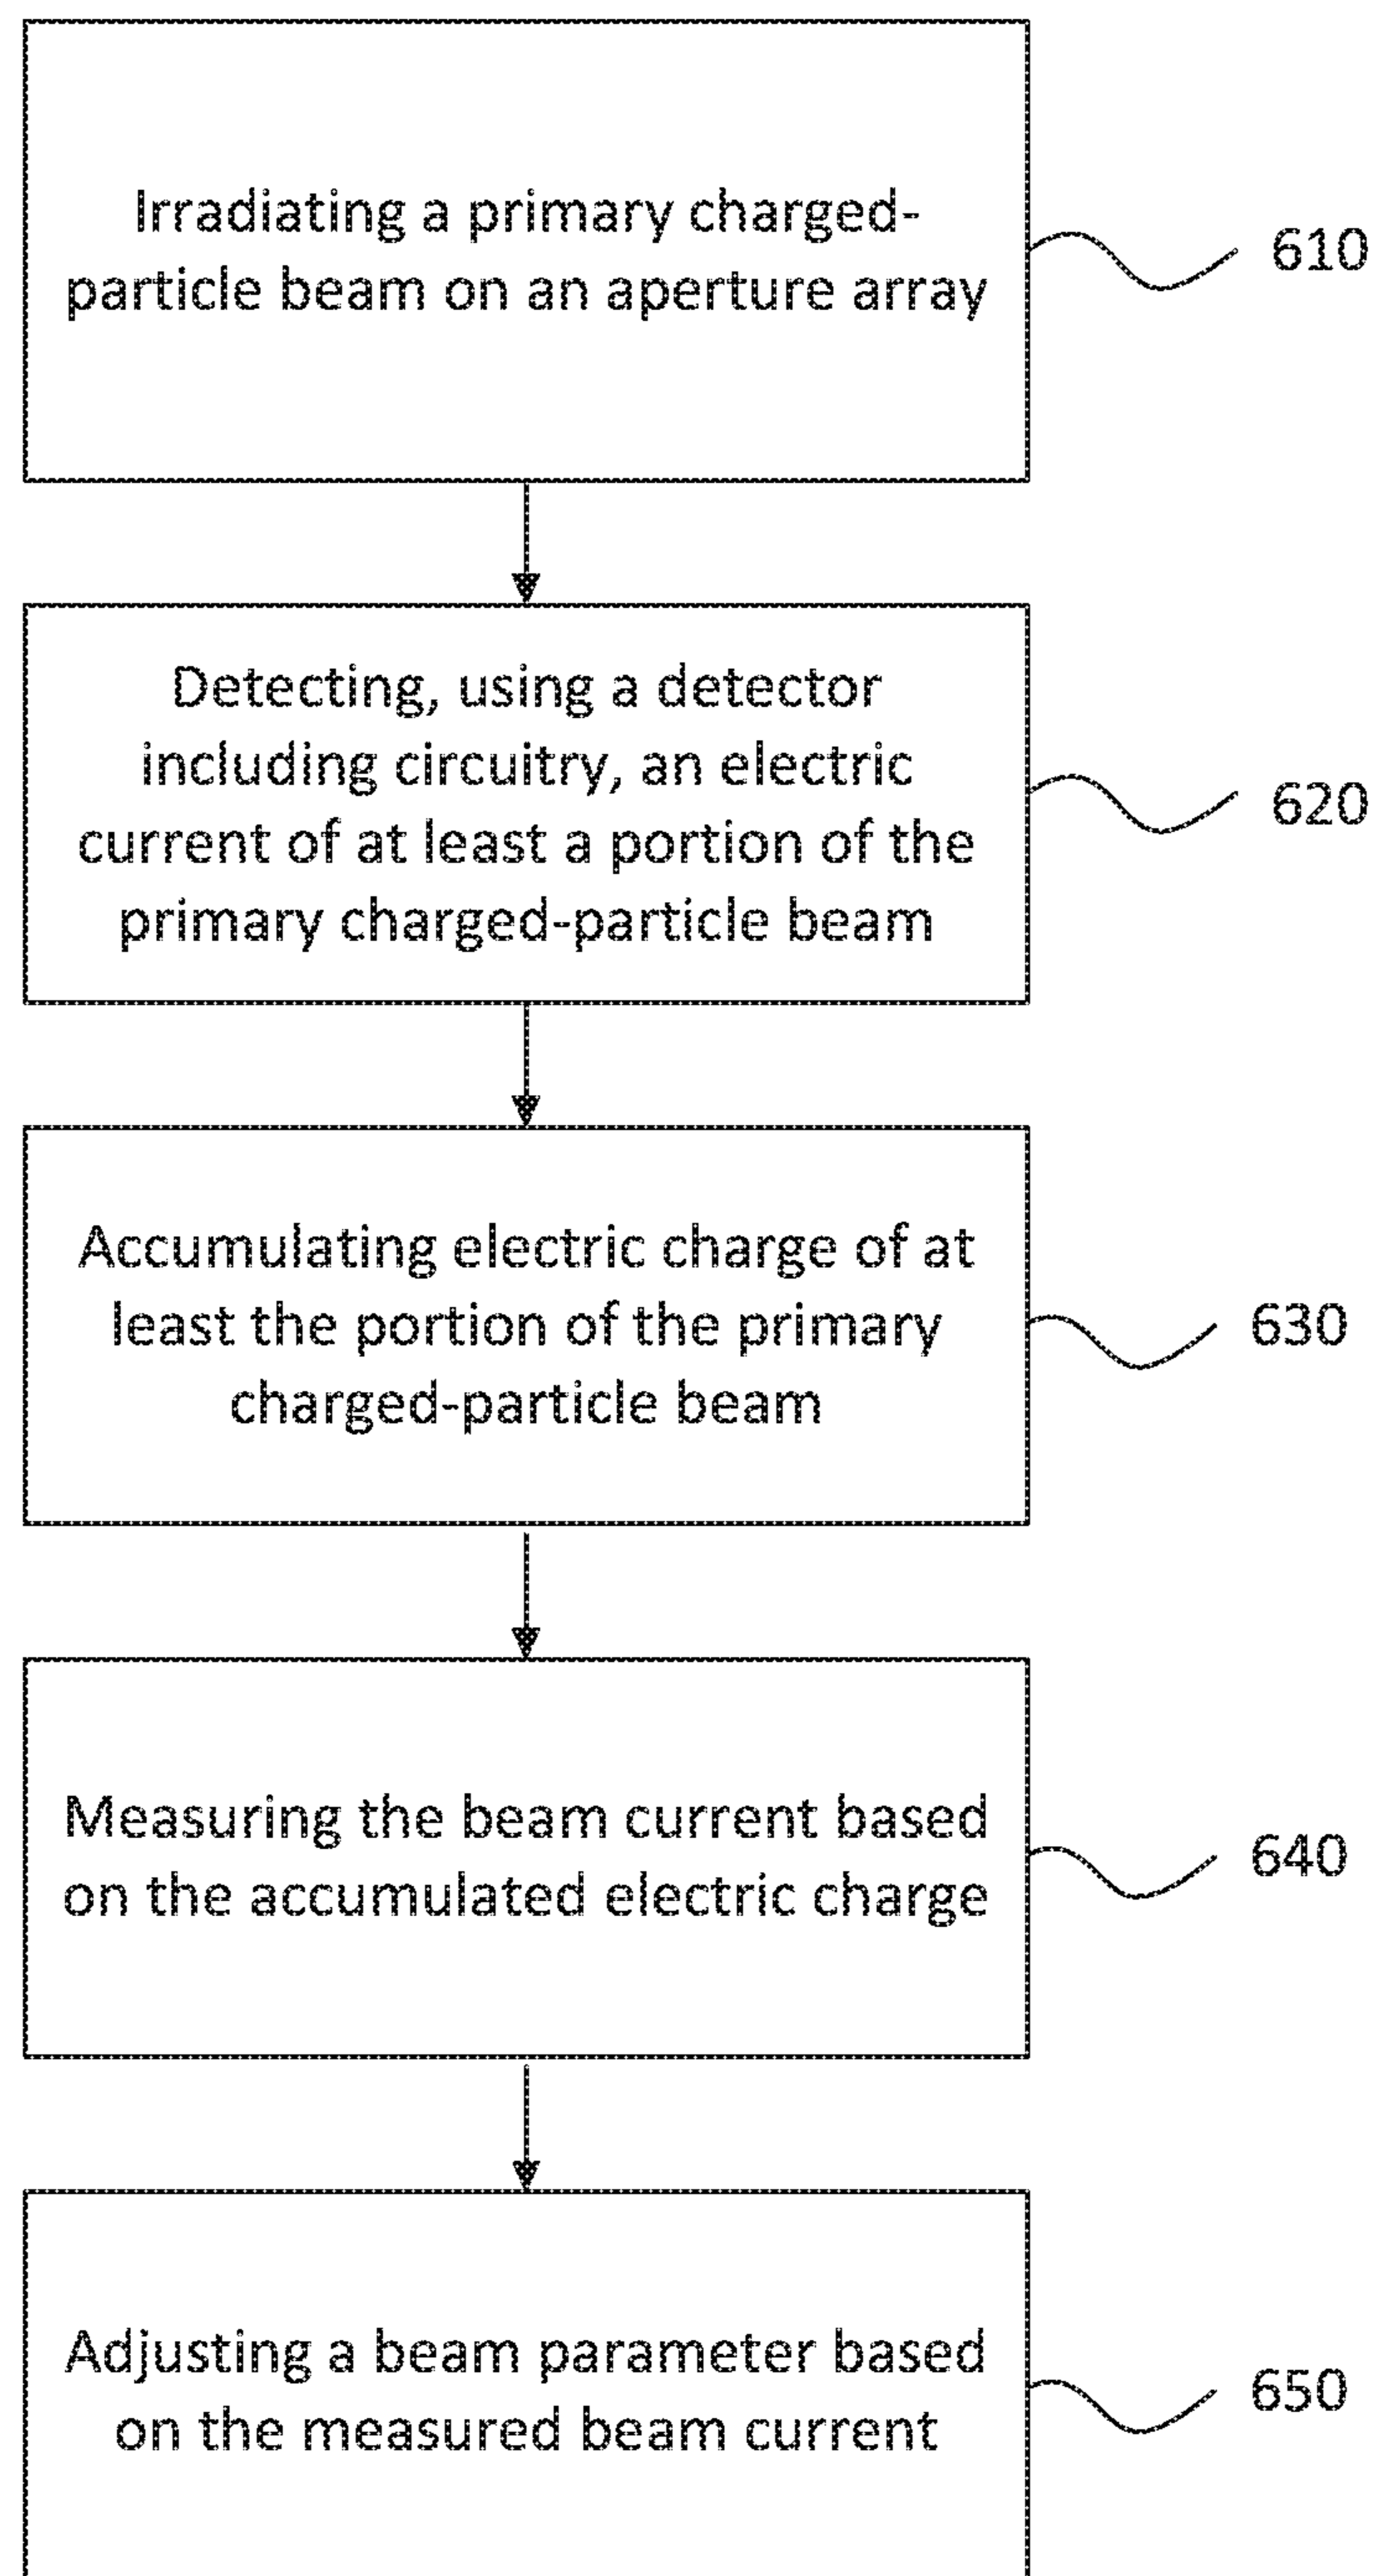 Irradiating a primary charged-
particle beam on an aperture array
610
Detecting, using a detector
including circuitry, an electric
current of at least a portion of the
primary charged-particle beam
620
Accumulating electric charge of at
least the portion of the primary
charged-particle beam
630
Measuring the beam current based
on the accumulated electric charge
640
Adjusting a beam parameter based
on the measured beam current
650